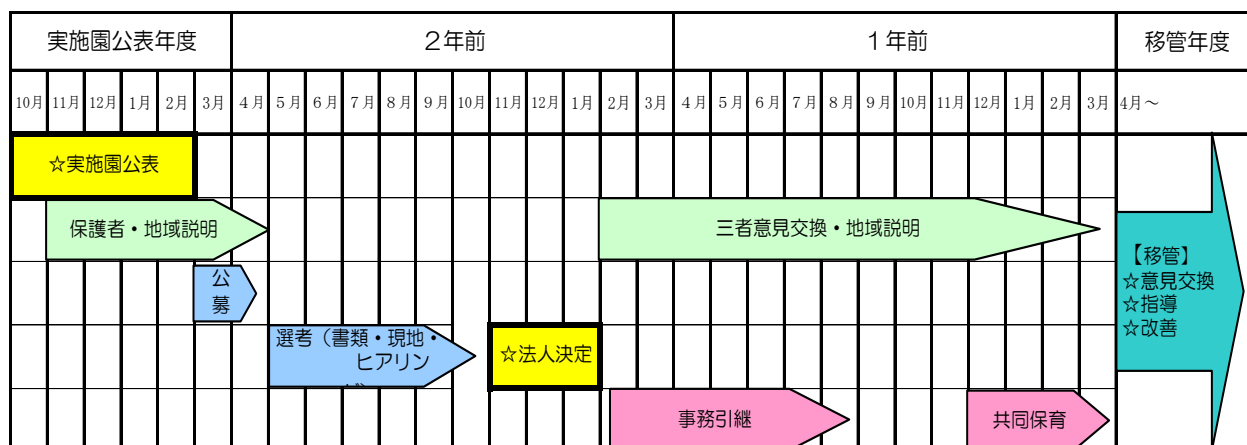 実施園公表年度 2年前 1年前 移管年度
10月 11月 12月 1月 2月 3月 4月 5月 6月 7月 8月 9月 10月 11月 12月 1月 2月 3月 4月 5月 6月 7月 8月 9月 10月 11月 12月 1月 2月 3月 4月～
☆実施園公表
保護者・地域説明
三者意見交換・地域説明
公
募
【移管】
☆意見交換
☆指導
☆改善
選考（書類・現地・
ヒアリン
☆法人決定
事務引継
共同保育